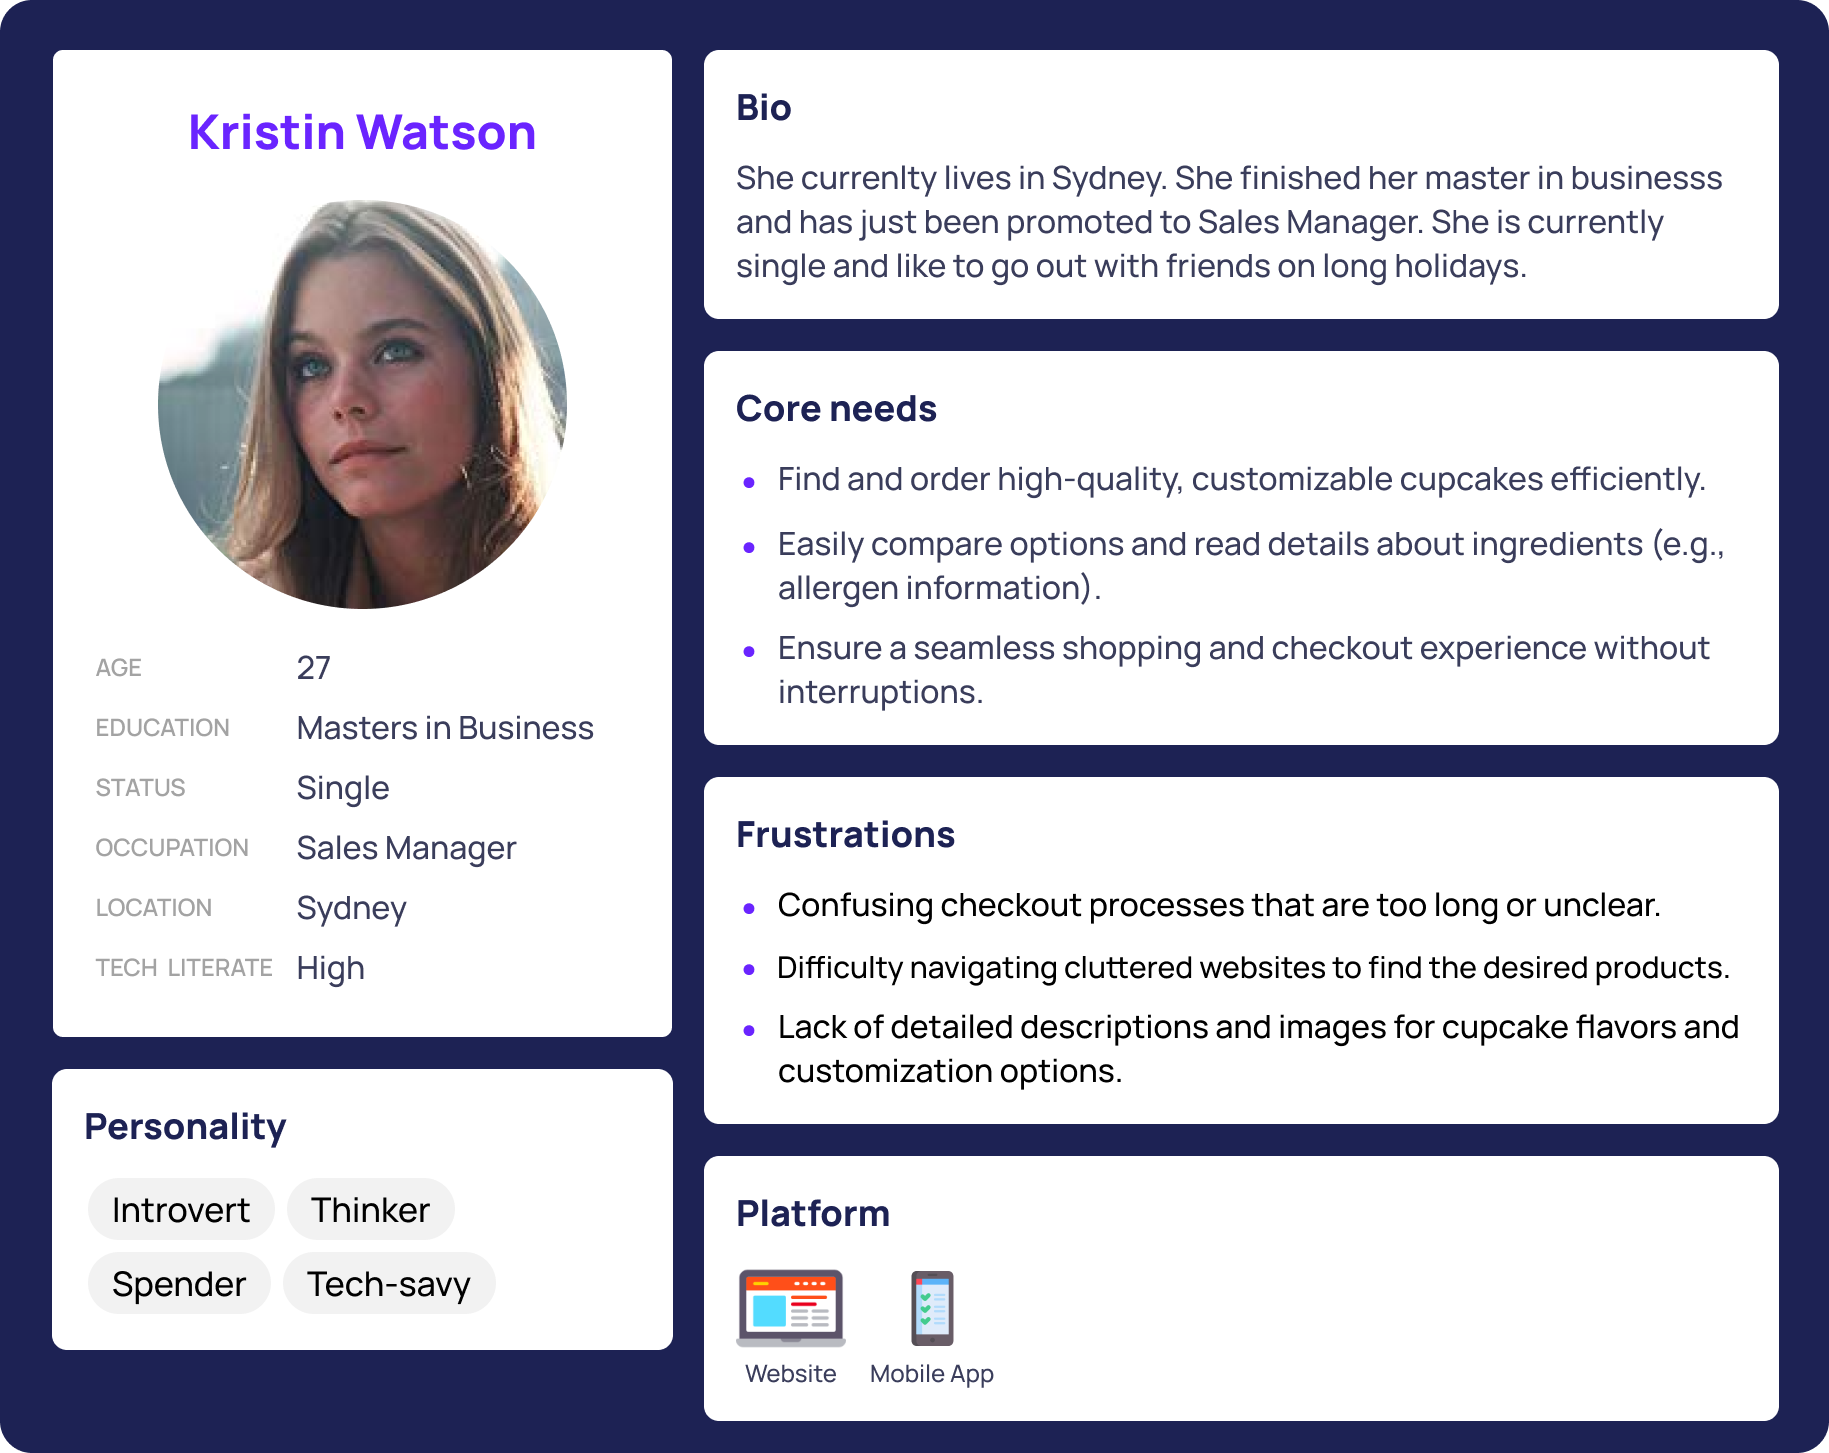 Kristin Watson
AGE 27
EDUCATION Masters in Business
STATUS Single
OCCUPATION Sales Manager
LOCATION Sydney
TECH LITERATE High
Personality
Introvert Thinker
Spender Tech-savy
Bio
She currenlty lives in Sydney. She finished her master in businesss
and has just been promoted to Sales Manager. She is currently
single and like to go out with friends on long holidays.
Core needs
• Find and order high-quality, customizable cupcakes efficiently.
• Easily compare options and read details about ingredients (e.g.,
allergen information).
• Ensure a seamless shopping and checkout experience without
interruptions.
Frustrations
• Confusing checkout processes that are too long or unclear.
• Difficulty navigating cluttered websites to find the desired products.
• Lack of detailed descriptions and images for cupcake flavors and
customization options.
Platform
Website Mobile App